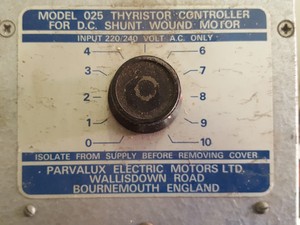 MODEL 025 THYRISTOR CONTROLLER
FOR D.C. SHUNT WOUND MOTOR
INPUT 220/240 VOLT A.C. ONLY
4 6
3 7
2 8
1 9
0 10
ISOLATE FROM SUPPLY BEFORE REMOVING COVER
PARVALUX ELECTRIC MOTORS LTD.
WALLISDOWN ROAD
BOURNEMOUTH ENGLAND